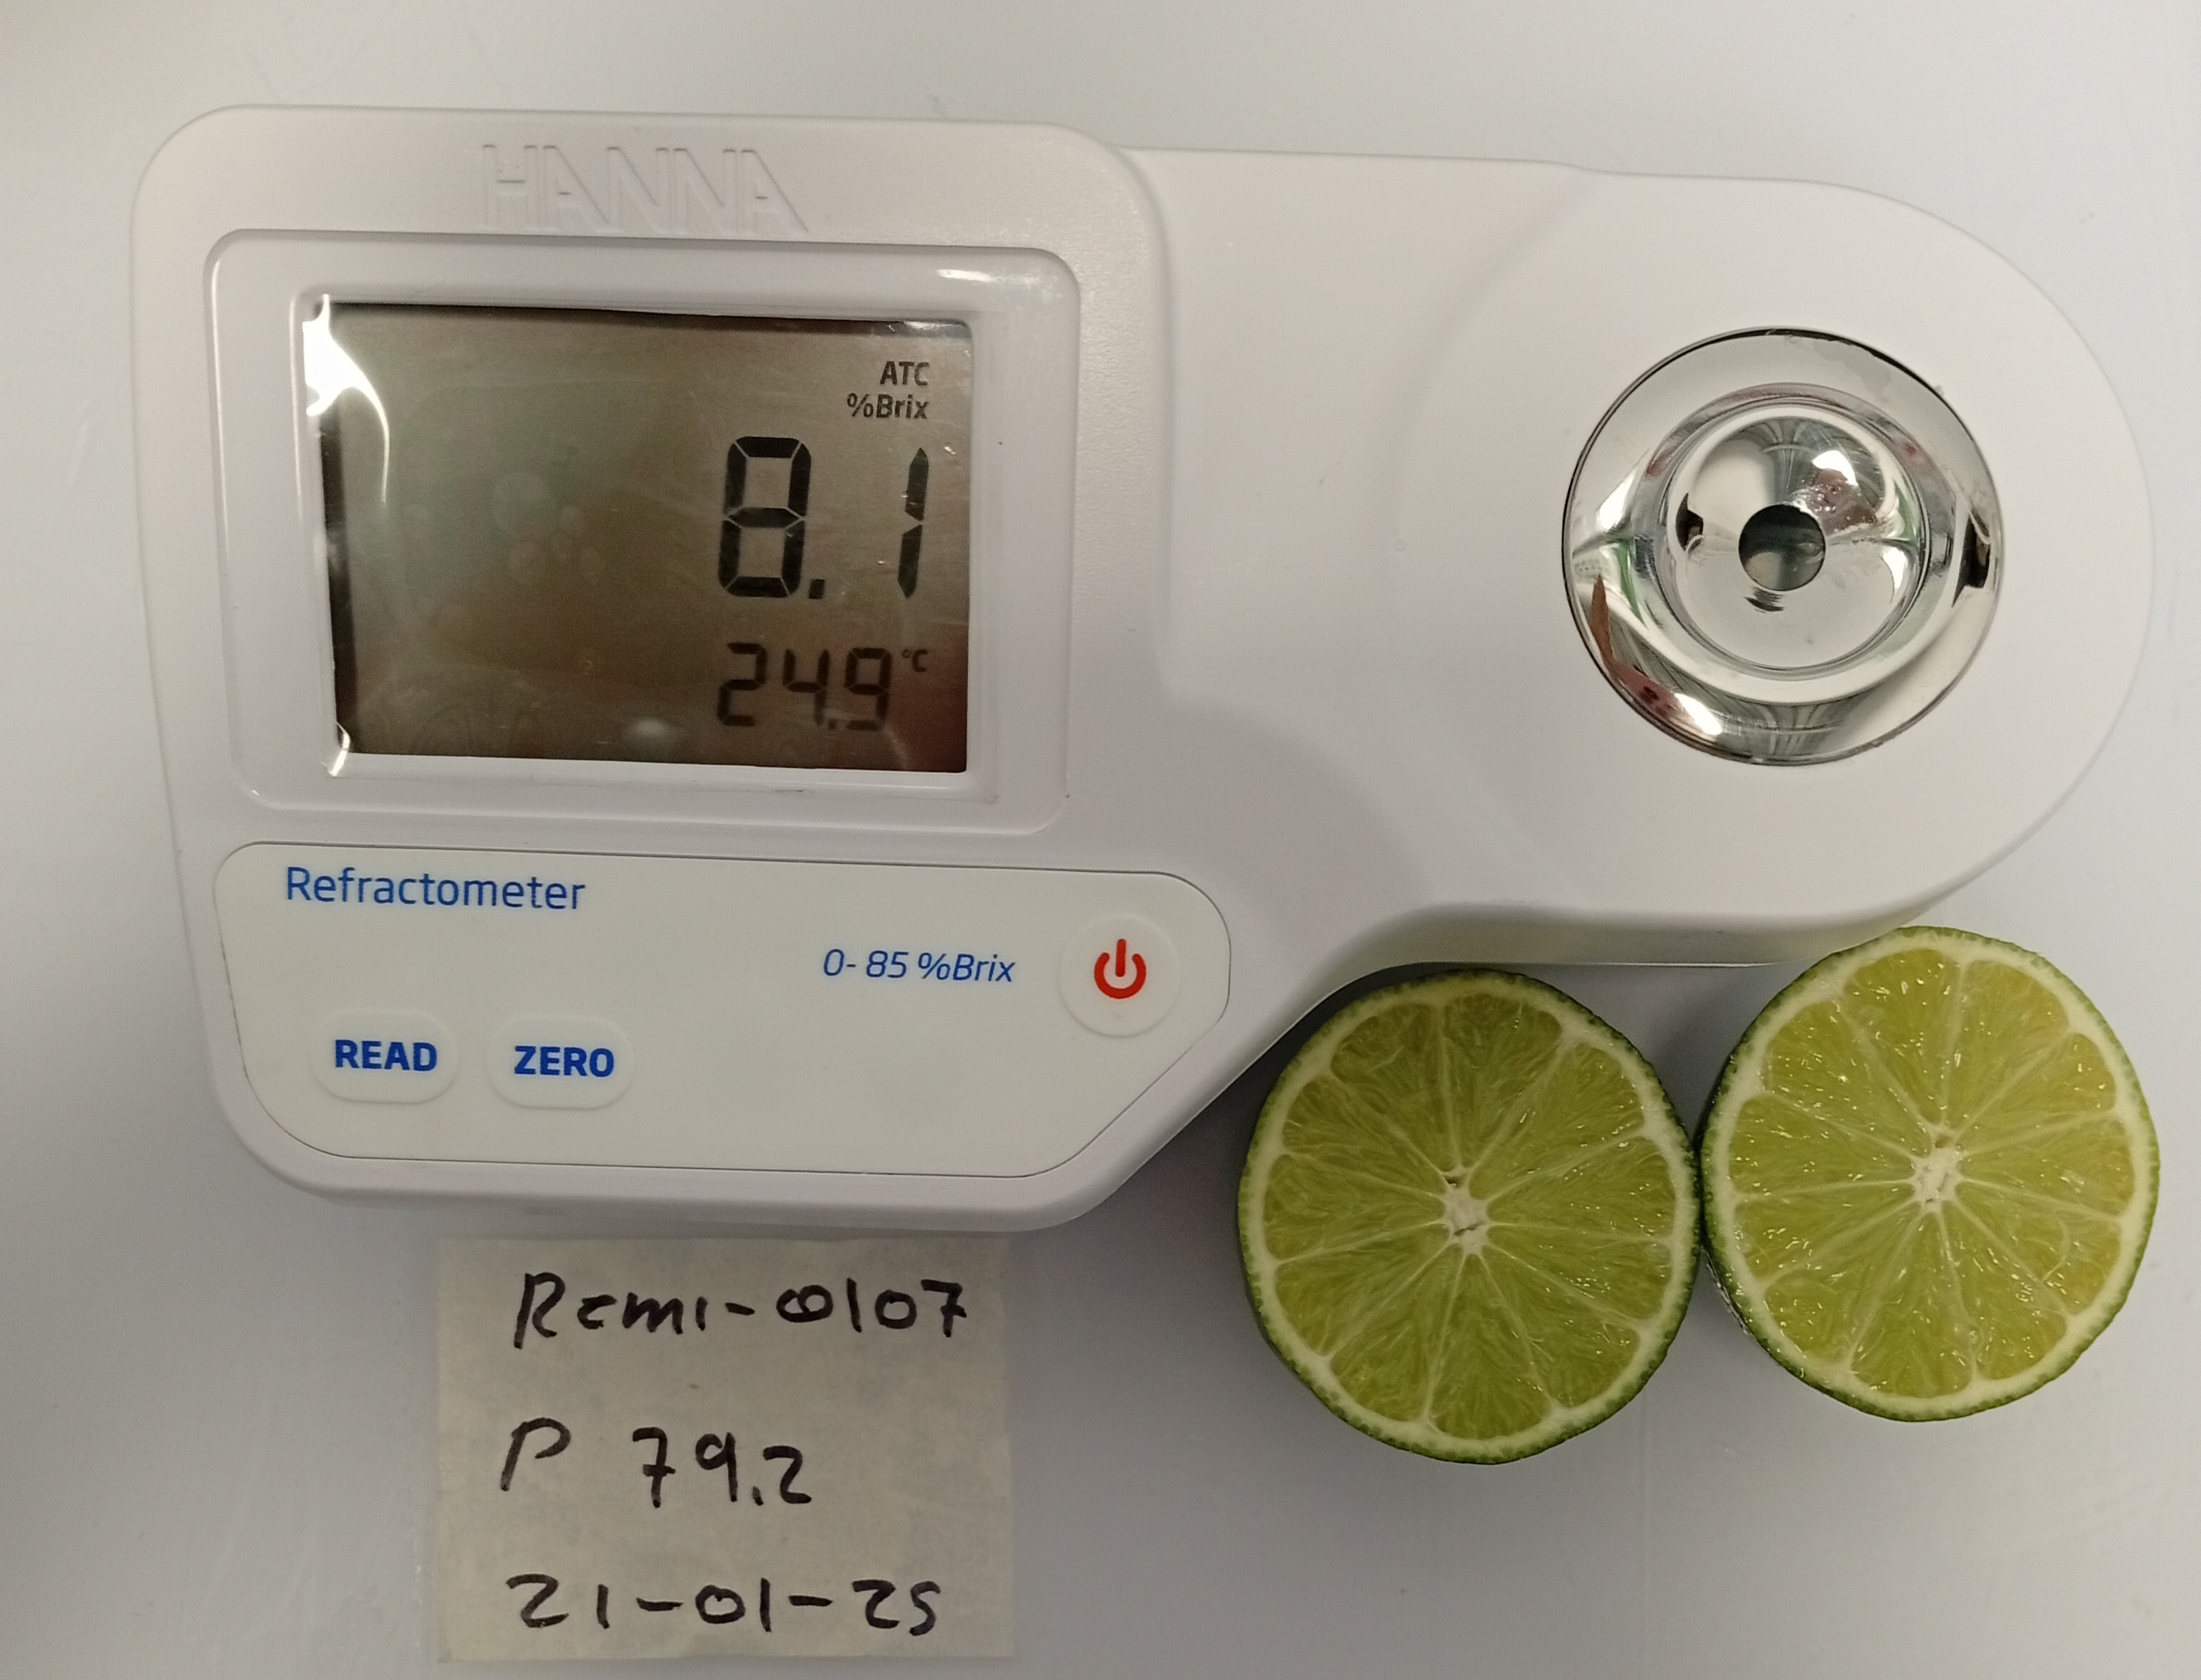 HANNA
ATC
%Brix
8.1
24.9 °C
Refractometer
0-85 %Brix
READ ZERO
Remi-00107
P 79.2
21-01-25